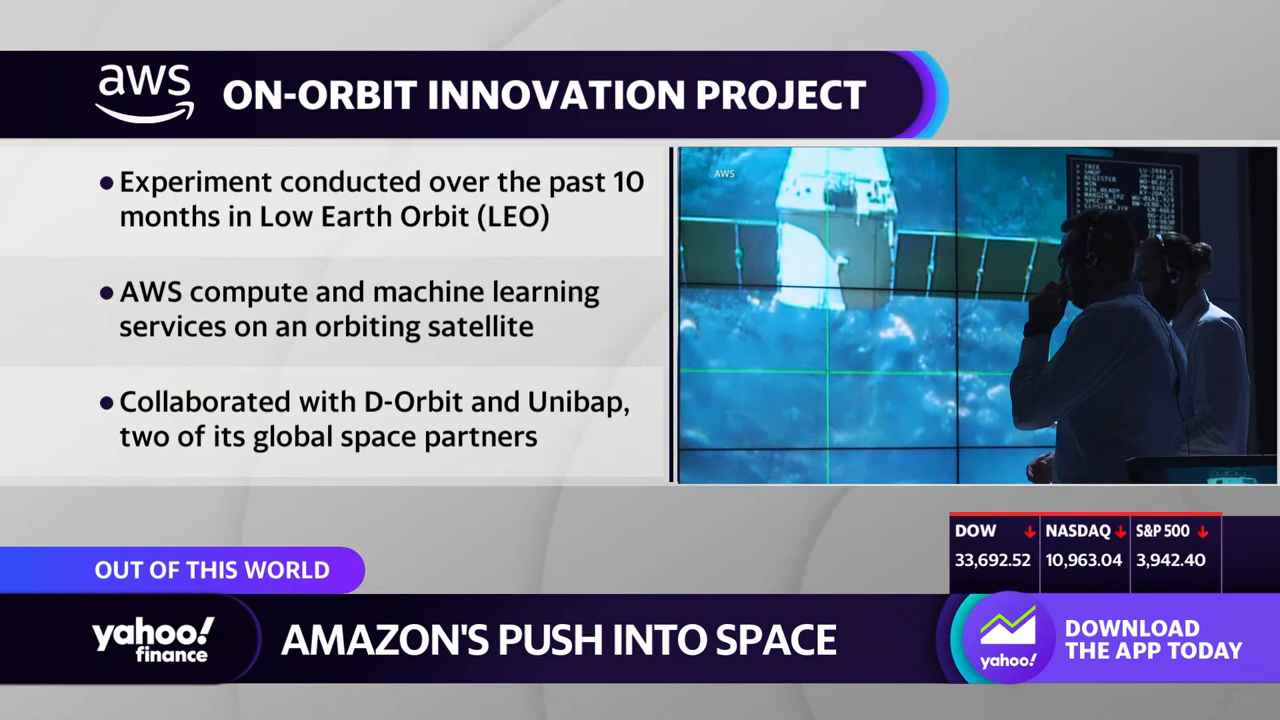 aws ON-ORBIT INNOVATION PROJECT
• Experiment conducted over the past 10
months in Low Earth Orbit (LEO)
• AWS compute and machine learning
services on an orbiting satellite
• Collaborated with D-Orbit and Unibap,
two of its global space partners
AWS
> TREE
> REGISTER
> WIN
DOW NASDAQ S&P 500
33,692.52 10,963.04 3,942.40
OUT OF THIS WORLD
yahoo!
finance
AMAZON'S PUSH INTO SPACE
yahoo!
DOWNLOAD
THE APP TODAY